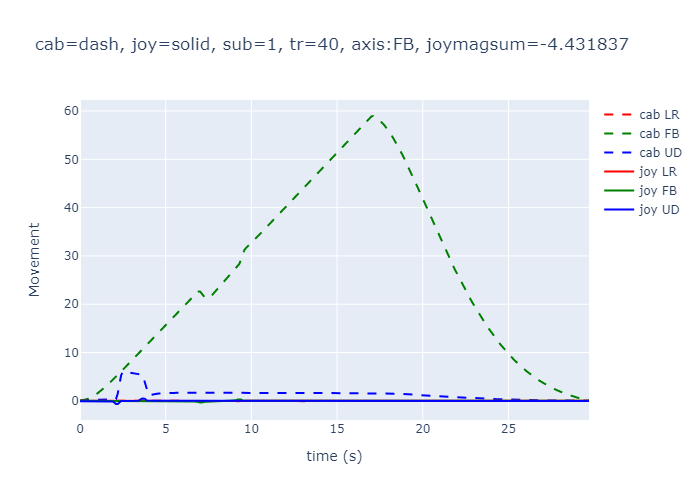 cab=dash, joy=solid, sub=1, tr=40, axis:FB, joymagsum=-4.431837
cab LR
cab FB
cab UD
joy LR
joy FB
joy UD
60
50
40
30
20
10
0
Movement
0 5 10 15 20 25
time (s)